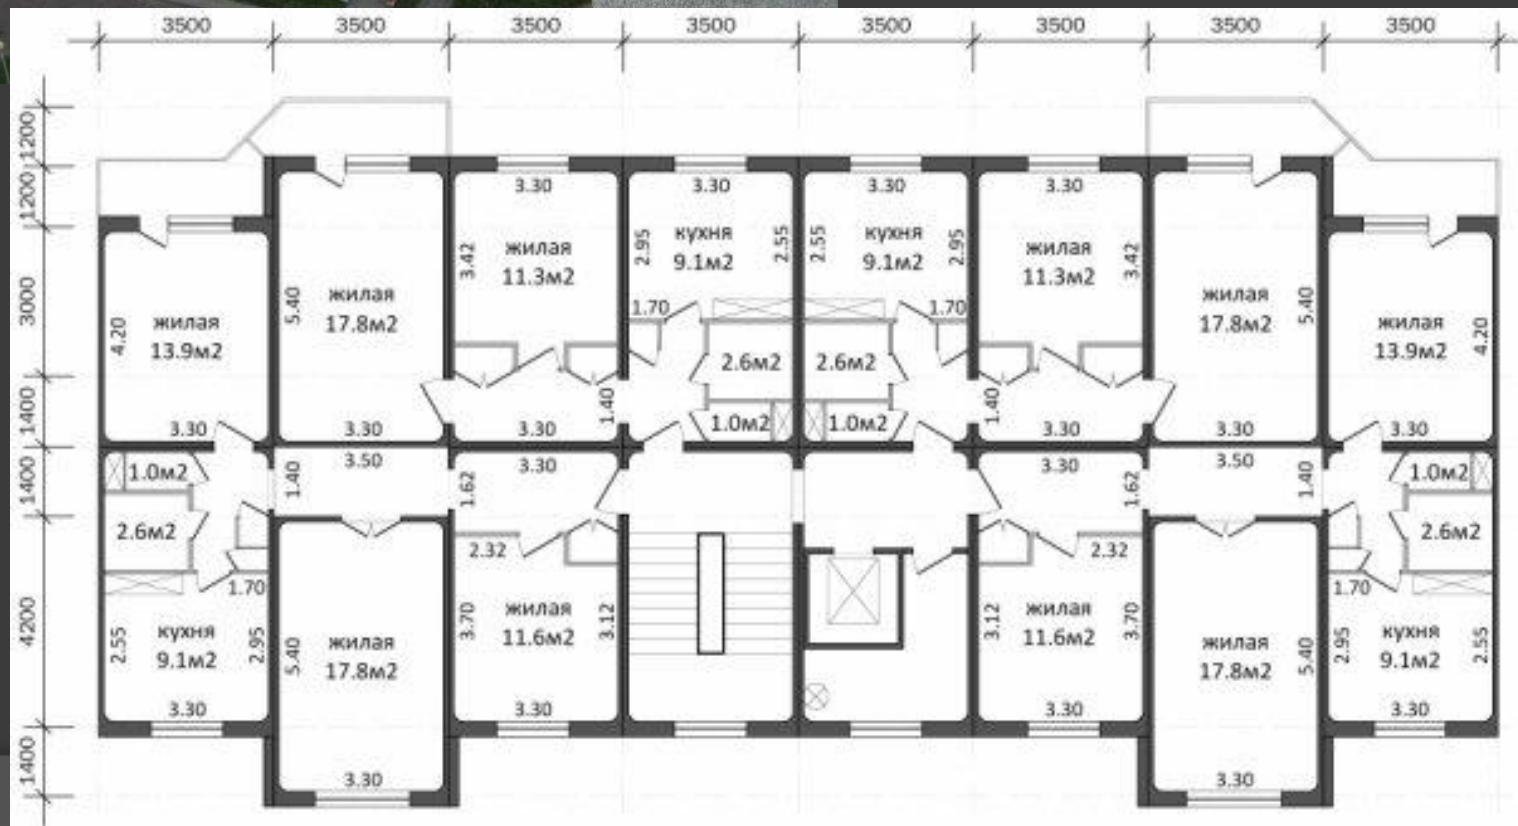 3500 3500 3500 3500 3500 3500 3500 3500
1200
1200
3000
1400
1400
4200
1400
жилая
13.9м2
4.20
3.30
жилая
17.8м2
5.40
3.30
3.30
3.42
жилая
11.3м2
3.30
1.40
3.30
2.95
кухня
9.1м2
2.55
1.70
2.6м2
1.0м2
3.30
2.55
кухня
9.1м2
2.95
1.70
2.6м2
1.0м2
3.30
жилая
11.3м2
3.42
1.40
3.30
жилая
17.8м2
5.40
3.30
жилая
13.9м2
4.20
3.30
1.0м2
2.6м2
1.70
2.55
кухня
9.1м2
2.95
3.30
1.40
3.50
5.40
жилая
17.8м2
3.30
1.62
3.30
2.32
3.70
жилая
11.6м2
3.12
3.30
3.30
1.62
2.32
3.12
жилая
11.6м2
3.70
3.30
3.50
1.40
жилая
17.8м2
5.40
3.30
1.0м2
2.6м2
1.70
2.95
кухня
9.1м2
2.55
3.30